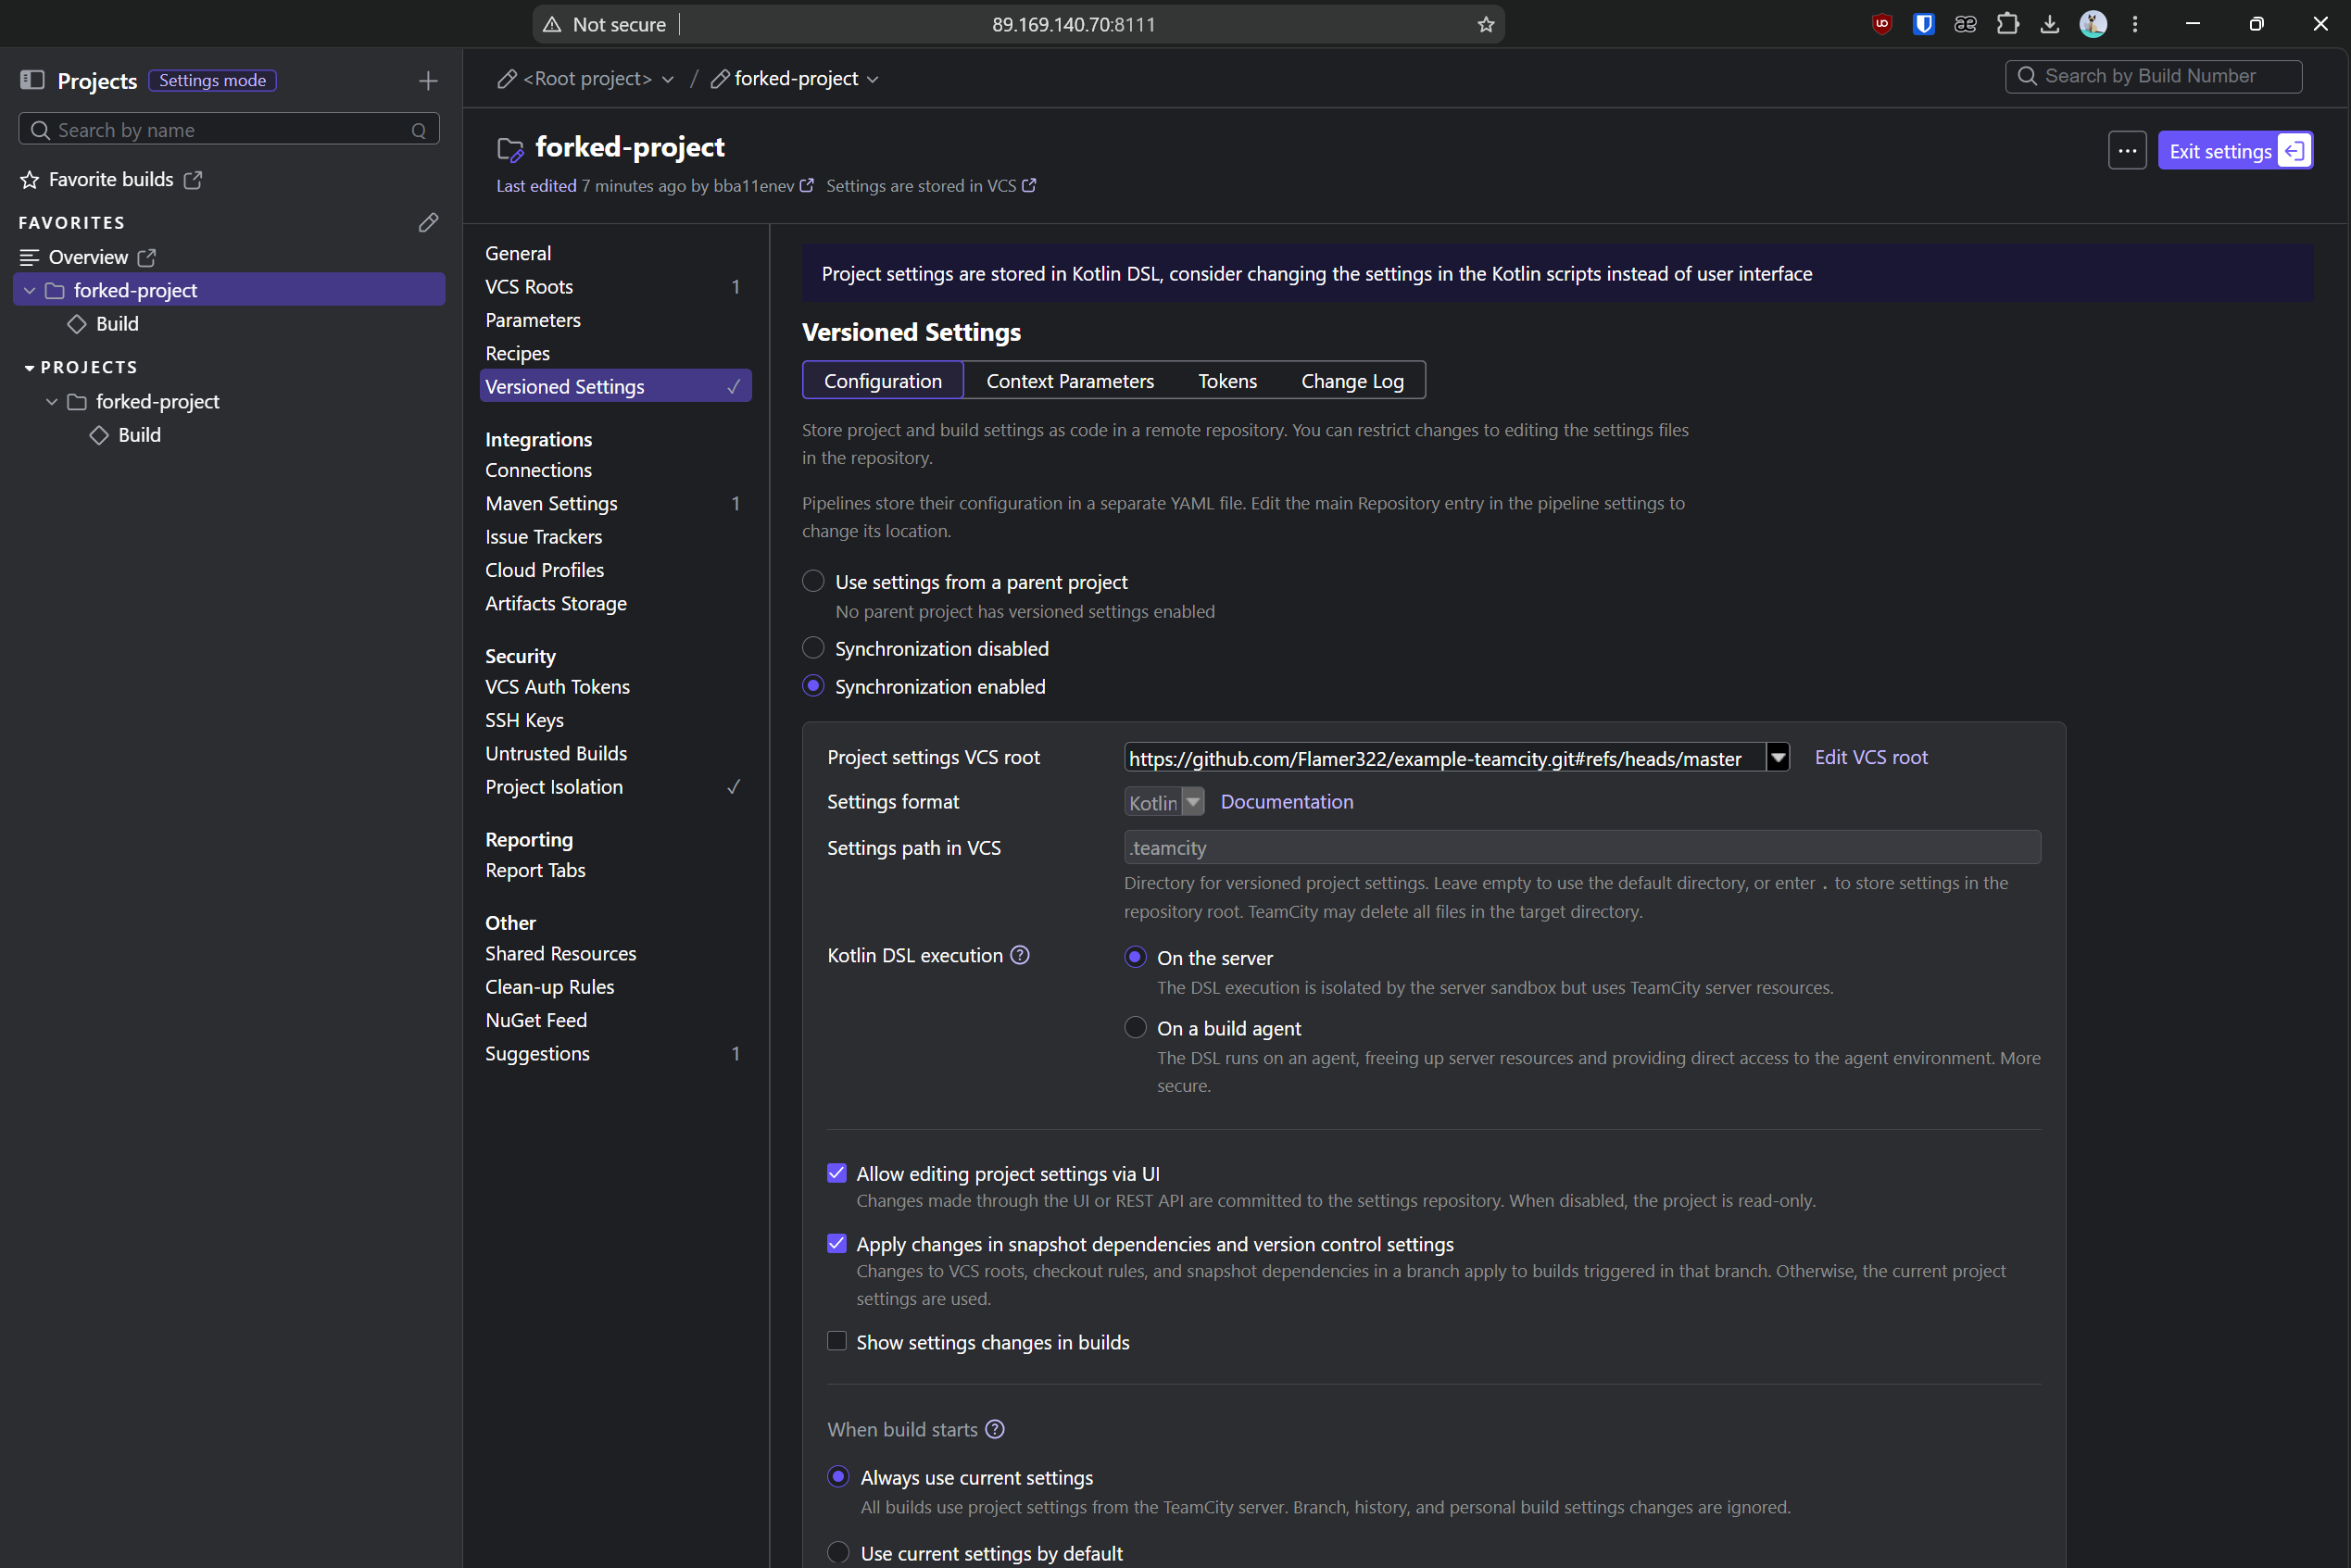 Not secure
89.169.140.70:8111
Projects
Settings mode
Search by name
Q
Favorite builds
FAVORITES
Overview
forked-project
Build
PROJECTS
forked-project
Build
<Root project> / forked-project
Search by Build Number
forked-project
Exit settings
Last edited 7 minutes ago by bba11enev Settings are stored in VCS
General
VCS Roots 1
Parameters
Recipes
Versioned Settings
Integrations
Connections
Maven Settings 1
Issue Trackers
Cloud Profiles
Artifacts Storage
Security
VCS Auth Tokens
SSH Keys
Untrusted Builds
Project Isolation
Reporting
Report Tabs
Other
Shared Resources
Clean-up Rules
NuGet Feed
Suggestions 1
Project settings are stored in Kotlin DSL, consider changing the settings in the Kotlin scripts instead of user interface
Versioned Settings
Configuration Context Parameters Tokens Change Log
Store project and build settings as code in a remote repository. You can restrict changes to editing the settings files
in the repository.
Pipelines store their configuration in a separate YAML file. Edit the main Repository entry in the pipeline settings to
change its location.
Use settings from a parent project
No parent project has versioned settings enabled
Synchronization disabled
Synchronization enabled
Project settings VCS root https://github.com/Flamer322/example-teamcity.git#refs/heads/master Edit VCS root
Settings format Kotlin Documentation
Settings path in VCS .teamcity
Directory for versioned project settings. Leave empty to use the default directory, or enter . to store settings in the
repository root. TeamCity may delete all files in the target directory.
Kotlin DSL execution
On the server
The DSL execution is isolated by the server sandbox but uses TeamCity server resources.
On a build agent
The DSL runs on an agent, freeing up server resources and providing direct access to the agent environment. More
secure.
Allow editing project settings via UI
Changes made through the UI or REST API are committed to the settings repository. When disabled, the project is read-only.
Apply changes in snapshot dependencies and version control settings
Changes to VCS roots, checkout rules, and snapshot dependencies in a branch apply to builds triggered in that branch. Otherwise, the current project
settings are used.
Show settings changes in builds
When build starts
Always use current settings
All builds use project settings from the TeamCity server. Branch, history, and personal build settings changes are ignored.
Use current settings by default